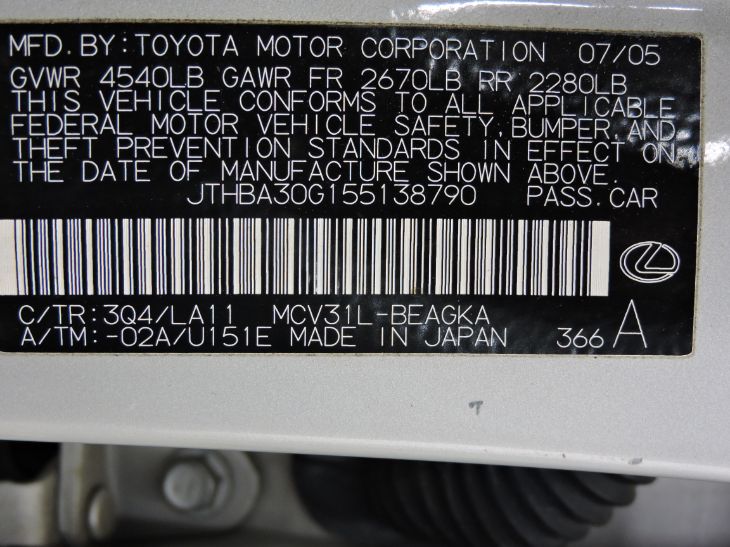 MFD. BY: TOYOTA MOTOR CORPORATION 07/05
GVWR 4540LB GAWR FR 2670LB RR 2280LB
THIS VEHICLE CONFORMS TO ALL APPLICABLE
FEDERAL MOTOR VEHICLE SAFETY, BUMPER, AND
THEFT PREVENTION STANDARDS IN EFFECT ON
THE DATE OF MANUFACTURE SHOWN ABOVE.
JTHBA30G155138790 PASS. CAR
C/TR: 3Q4/LA11 MCV31L-BEAGKA
A/TM: -02A/U151E MADE IN JAPAN 366 A